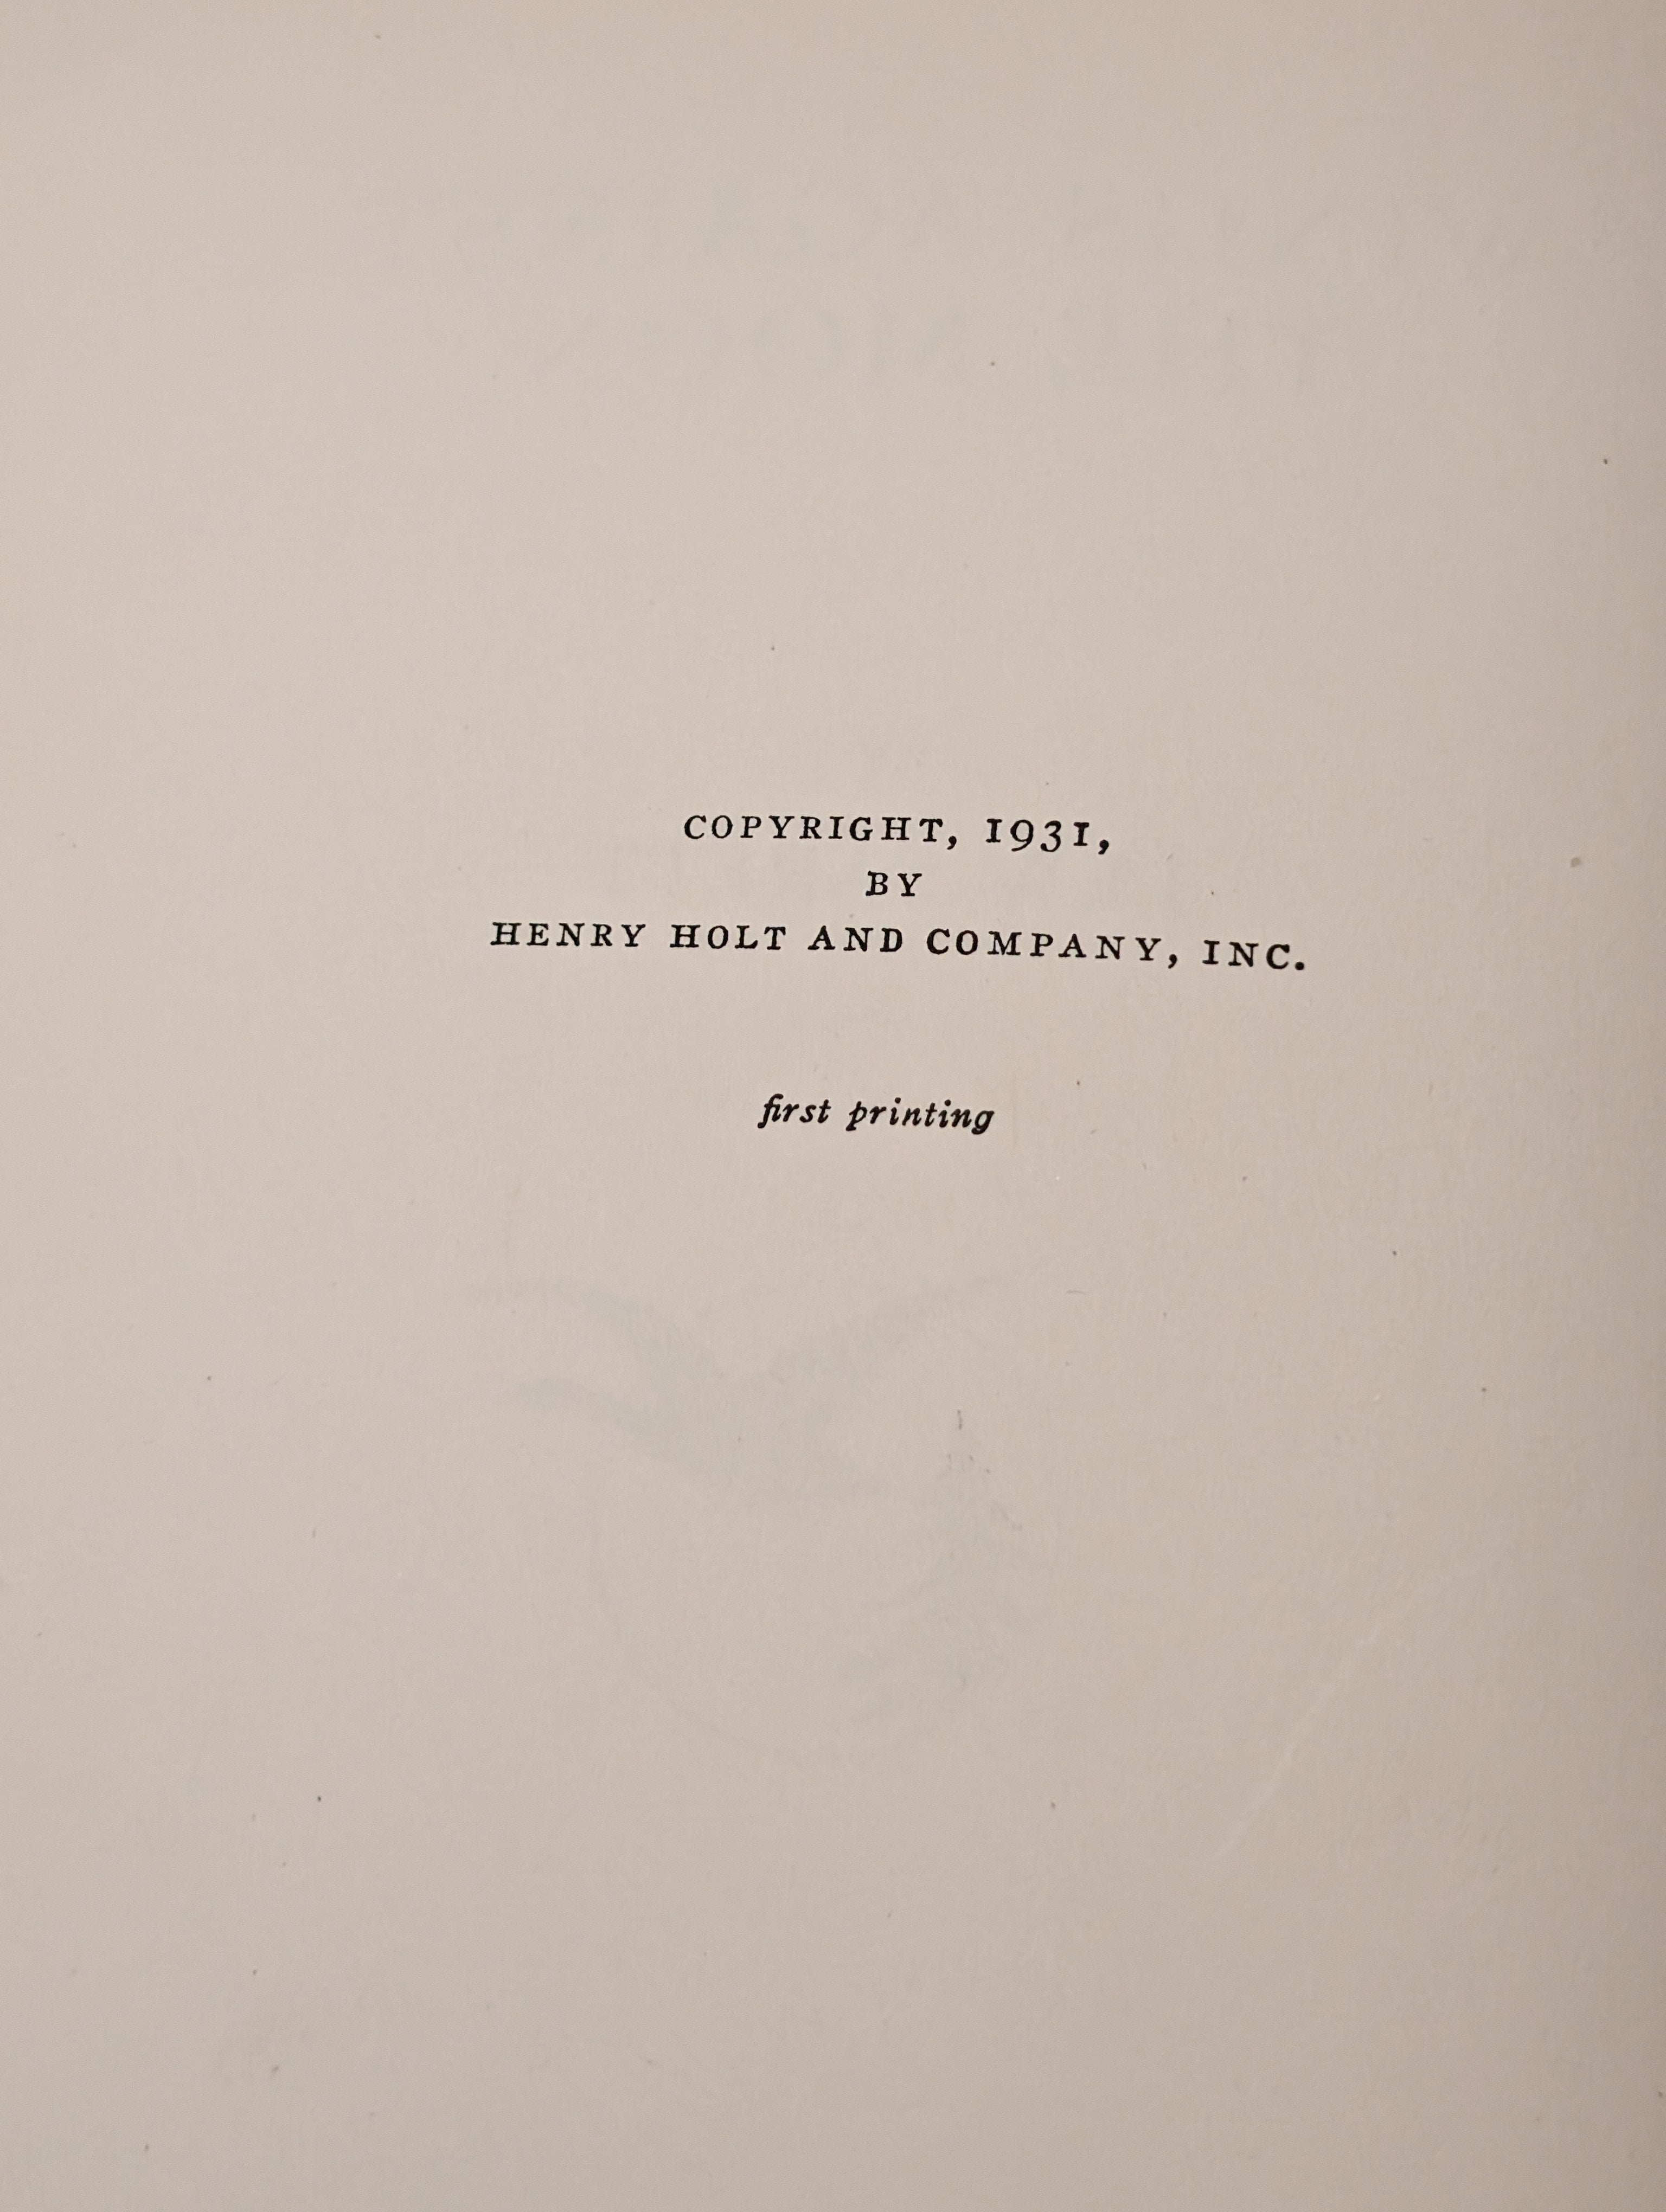 COPYRIGHT, 1931,
BY
HENRY HOLT AND COMPANY, INC.
first printing